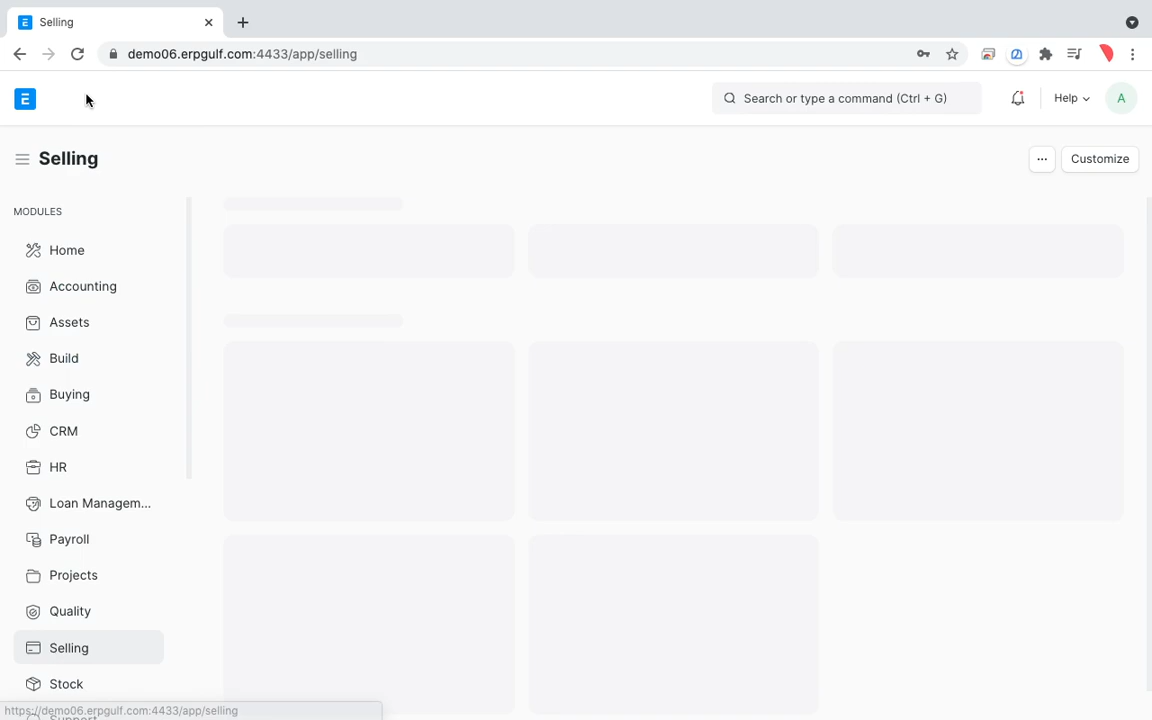 Selling
demo06.erpgulf.com:4433/app/selling
E
Search or type a command (Ctrl + G)
Help
A
Selling
...
Customize
MODULES
Home
Accounting
Assets
Build
Buying
CRM
HR
Loan Managem...
Payroll
Projects
Quality
Selling
Stock
https://demo06.erpgulf.com:4433/app/selling
Support